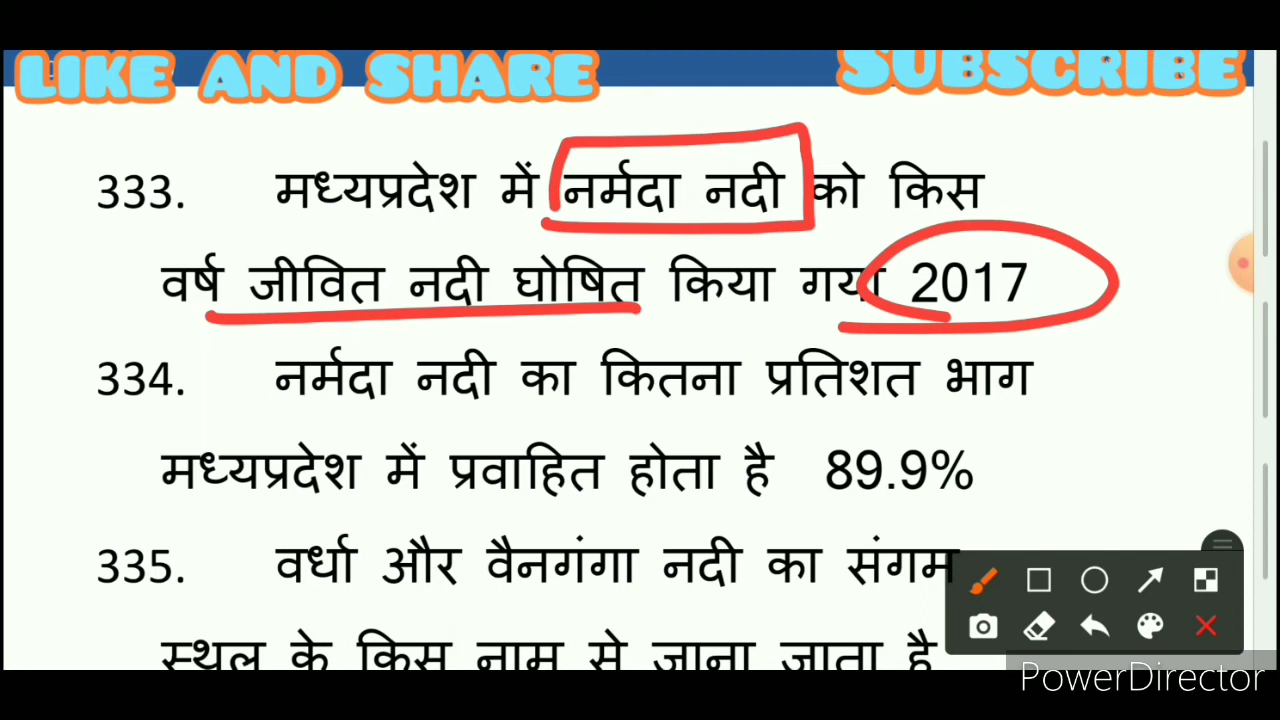 LIKE AND SHARE SUBSCRIBE
333. मध्यप्रदेश में नर्मदा नदी को किस
वर्ष जीवित नदी घोषित किया गया 2017
334. नर्मदा नदी का कितना प्रतिशत भाग
मध्यप्रदेश में प्रवाहित होता है 89.9%
335. वर्धा और वैनगंगा नदी का संगम
स्थल के किस नाम से जाना जाता है
PowerDirector